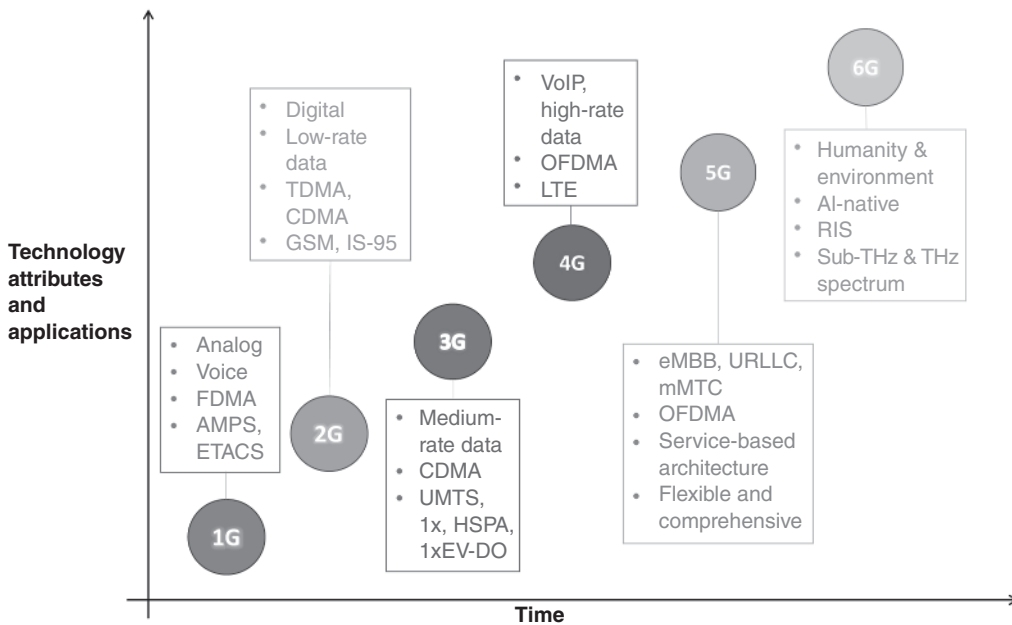 Technology
attributes
and
applications
• Analog
• Voice
• FDMA
• AMPS,
ETACS
1G
• Digital
• Low-rate
data
• TDMA,
CDMA
• GSM, IS-95
2G
3G
• Medium-
rate data
• CDMA
• UMTS,
1x, HSPA,
1xEV-DO
• VoIP,
high-rate
data
• OFDMA
• LTE
4G
5G
• eMBB, URLLC,
mMTC
• OFDMA
• Service-based
architecture
• Flexible and
comprehensive
6G
• Humanity &
environment
• AI-native
• RIS
• Sub-THz & THz
spectrum
Time